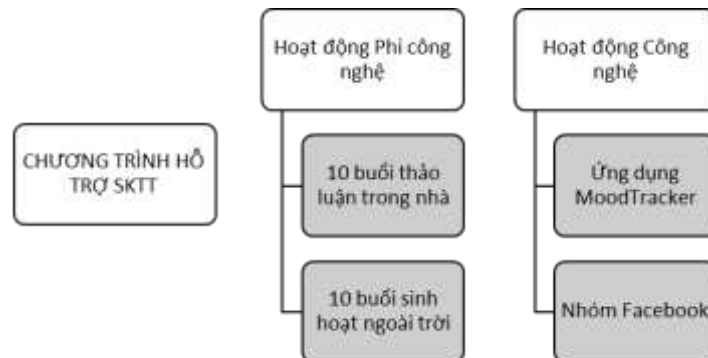 CHƯƠNG TRÌNH HỖ
TRỢ SKTT
Hoạt động Phi công
nghệ
10 buổi thảo
luận trong nhà
10 buổi sinh
hoạt ngoài trời
Hoạt động Công
nghệ
Ứng dụng
MoodTracker
Nhóm Facebook